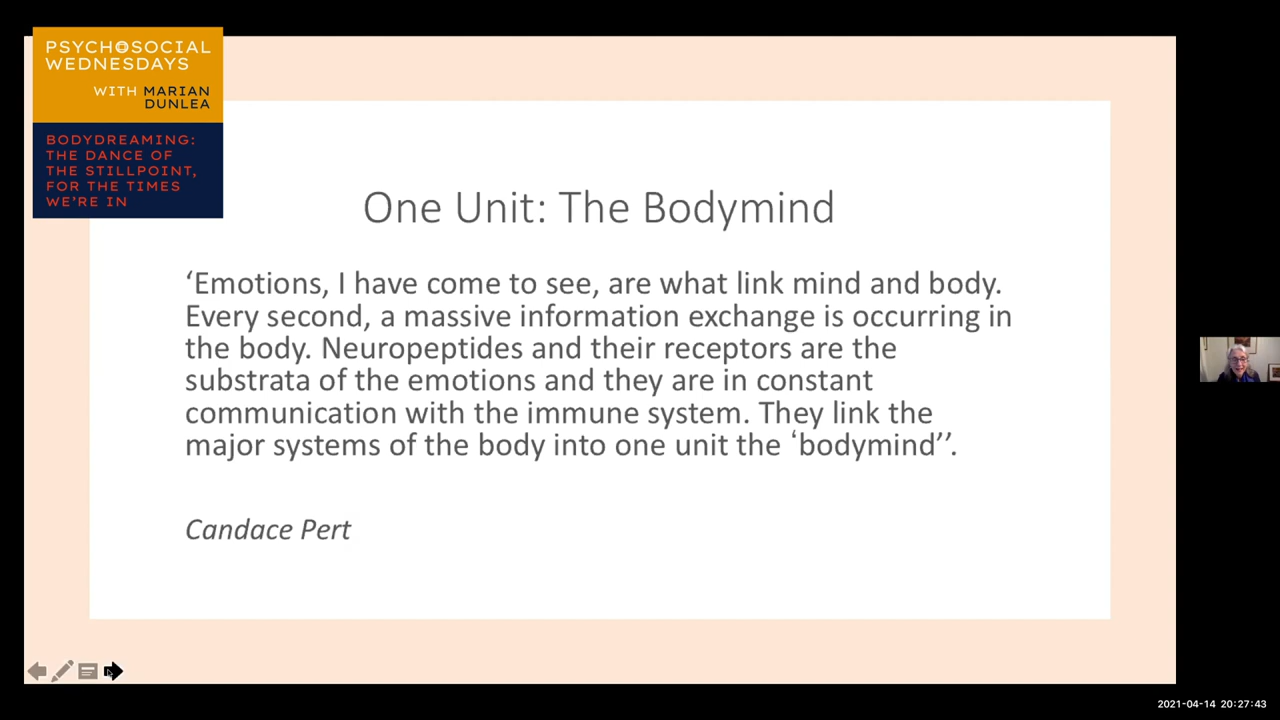 PSYCHOSOCIAL
WEDNESDAYS
WITH MARIAN
DUNLEA
BODYDREAMING:
THE DANCE OF
THE STILLPOINT,
FOR THE TIMES
WE'RE IN
One Unit: The Bodymind
‘Emotions, I have come to see, are what link mind and body.
Every second, a massive information exchange is occurring in
the body. Neuropeptides and their receptors are the
substrata of the emotions and they are in constant
communication with the immune system. They link the
major systems of the body into one unit the ‘bodymind’’.
Candace Pert
2021-04-14 20:27:43